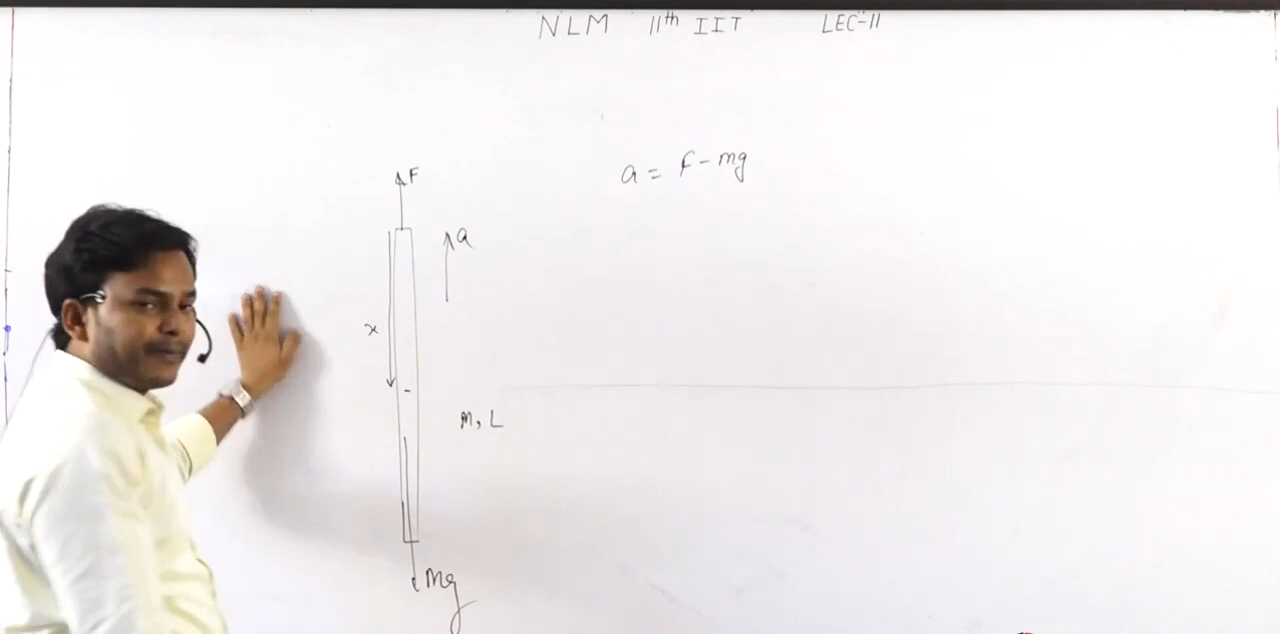 NLM 11th IIT LEC-11
a = F - mg
F
a
x
M, L
Mg